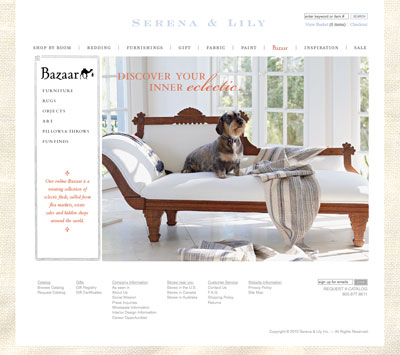 SERENA & LILY
enter keyword or item #
SEARCH
View Basket (0 items)
Checkout
SHOP BY ROOM | BEDDING | FURNISHINGS | GIFT | FABRIC | PAINT | Bazaar | INSPIRATION | SALE
Bazaar
FURNITURE
RUGS
OBJECTS
ART
PILLOWS & THROWS
FUNFINDS
Our online Bazaar is a
rotating collection of
eclectic finds, culled from
flea markets, estate
sales and hidden shops
around the world.
DISCOVER YOUR
INNER eclectic
Catalog
Browse Catalog
Request Catalog
Gifts
Gift Registry
Gift Certificates
Company Information
As seen in
About Us
Social Mission
Press Inquiries
Wholesale Information
Interior Design Information
Career Opportunities
Stores near you
Stores in the U.S.
Stores in Canada
Stores in Australia
Customer Service
Contact Us
F.A.Q.
Shipping Policy
Returns
Website Information
Privacy Policy
Site Map
sign up for emails
REQUEST A CATALOG
Copyright © 2010 Serena & Lily Inc. — All Rights Reserved